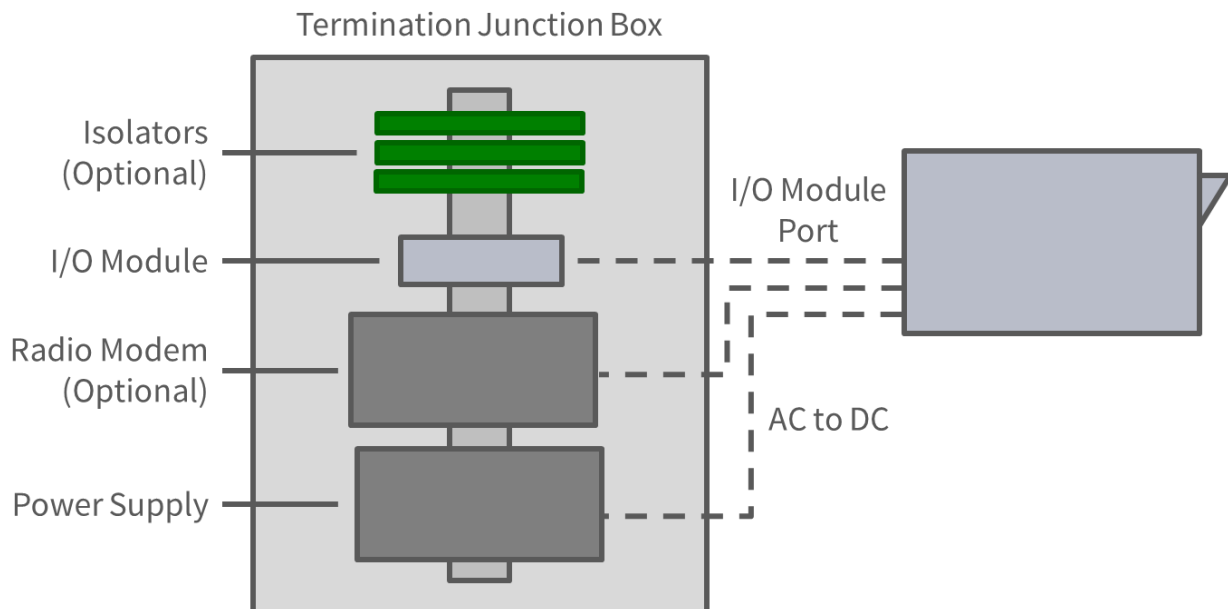 Termination Junction Box
Isolators
(Optional)
I/O Module
Port
I/O Module
Radio Modem
(Optional)
AC to DC
Power Supply